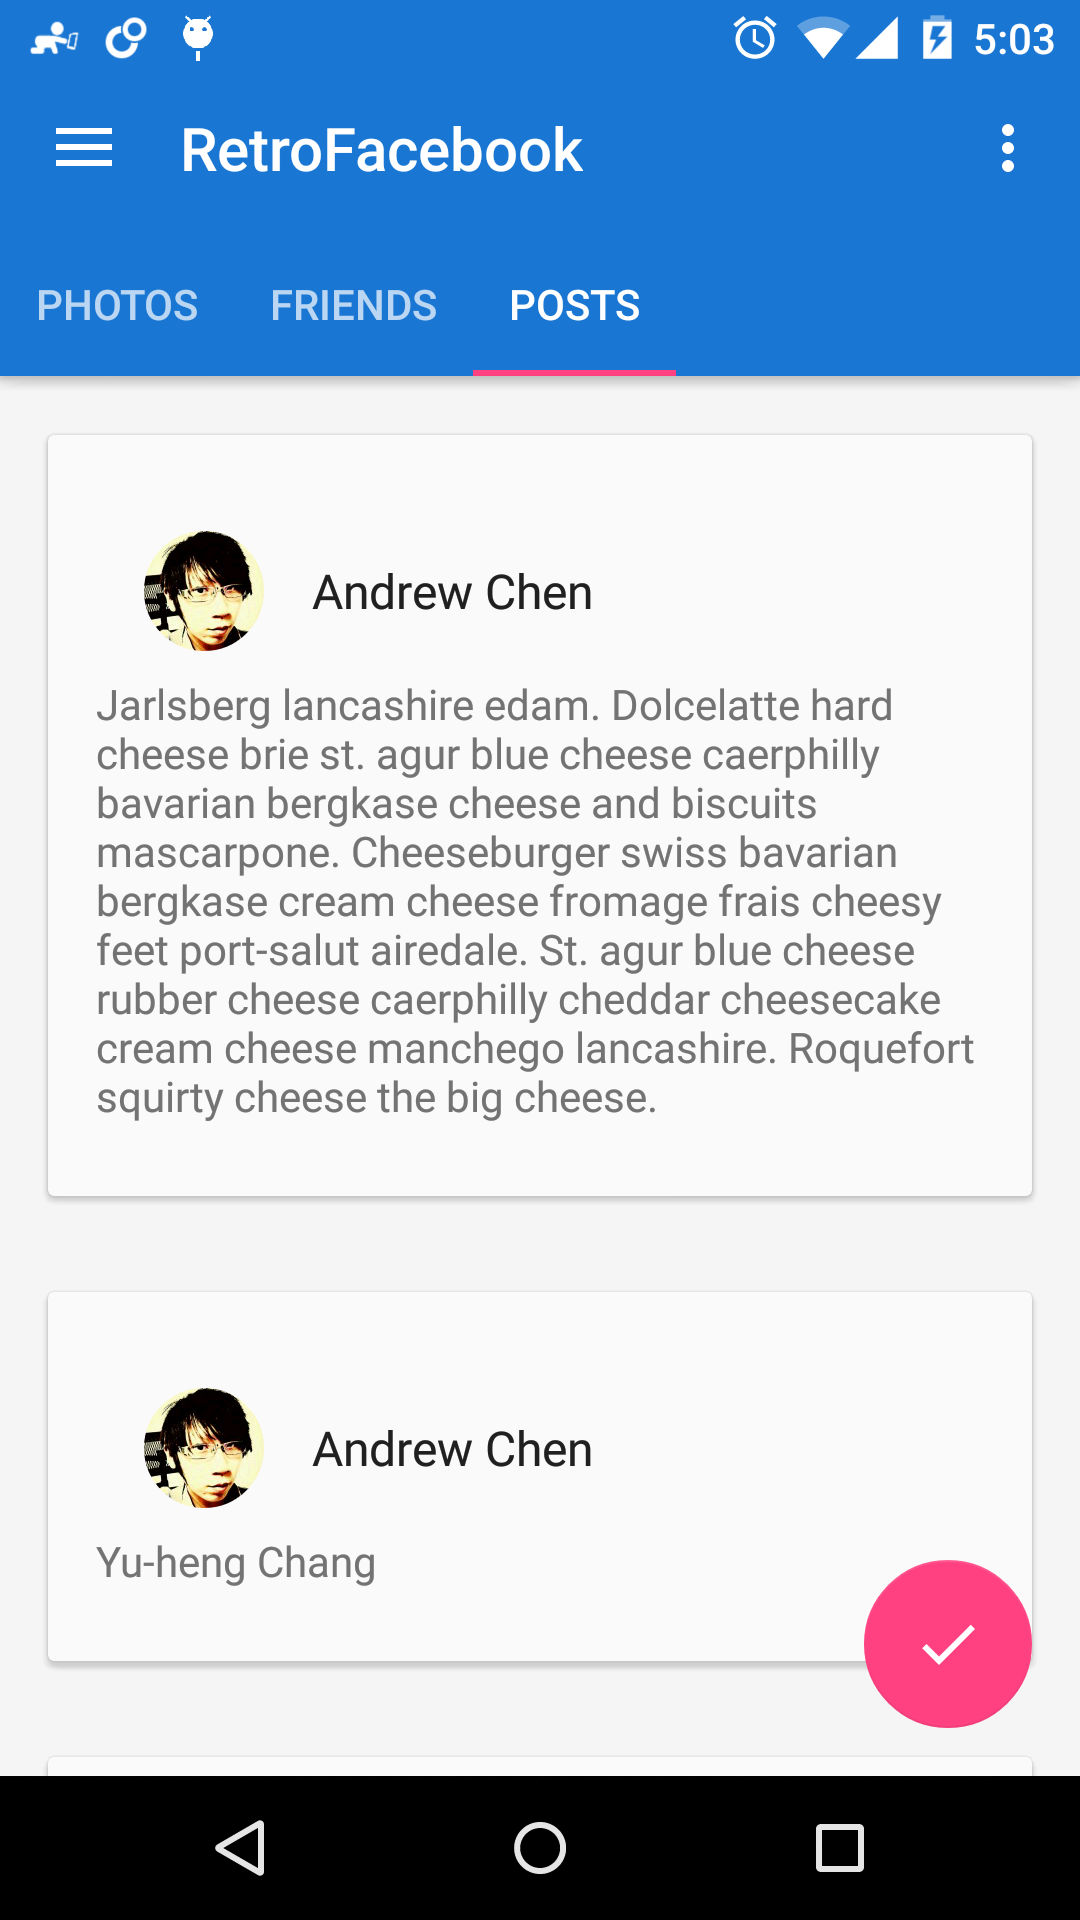 5:03
RetroFacebook
PHOTOS FRIENDS POSTS
Andrew Chen
Jarlsberg lancashire edam. Dolcelatte hard
cheese brie st. agur blue cheese caerphilly
bavarian bergkase cheese and biscuits
mascarpone. Cheeseburger swiss bavarian
bergkase cream cheese fromage frais cheesy
feet port-salut airedale. St. agur blue cheese
rubber cheese caerphilly cheddar cheesecake
cream cheese manchego lancashire. Roquefort
squirty cheese the big cheese.
Andrew Chen
Yu-heng Chang